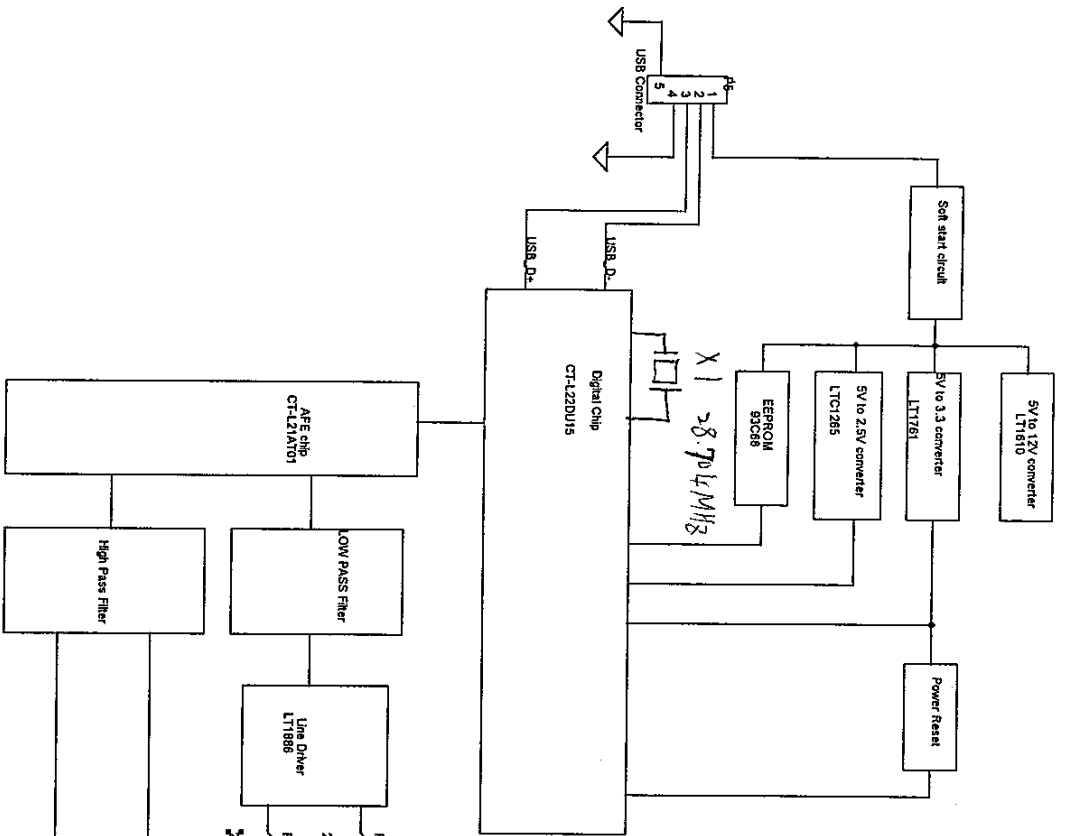 USB Connector
5
4
3
2
1
Soft start circuit
USB_D+
USB_D-
5V to 12V converter
LT1610
5V to 3.3 converter
LT1761
5V to 2.5V converter
LTC1265
EEPROM
93C66
X1 28.704MHz
Digital Chip
CT-L22DU15
AFE chip
CT-L21AT01
LOW PASS Filter
High Pass Filter
Power Reset
Line Driver
LT1886